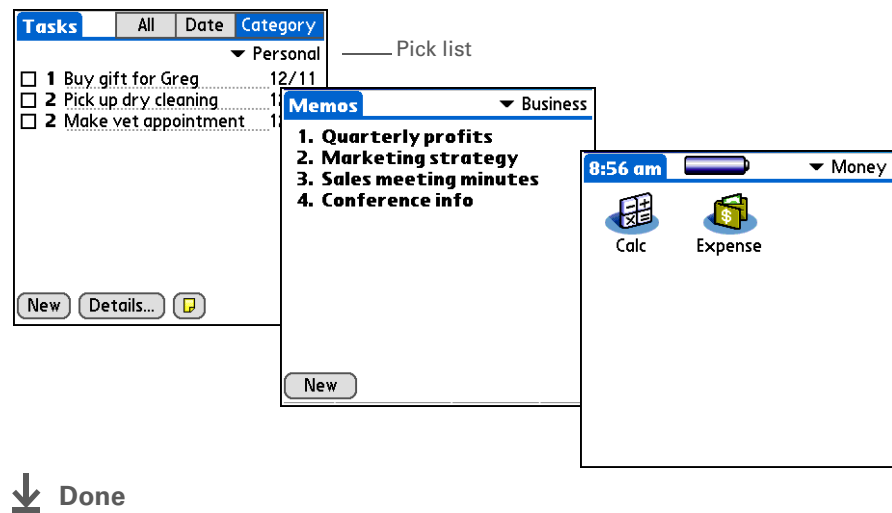 Tasks All Date Category
Personal
Pick list
1 Buy gift for Greg 12/11
2 Pick up dry cleaning
2 Make vet appointment
New Details...
Memos Business
1. Quarterly profits
2. Marketing strategy
3. Sales meeting minutes
4. Conference info
New
8:56 am Money
Calc Expense
Done